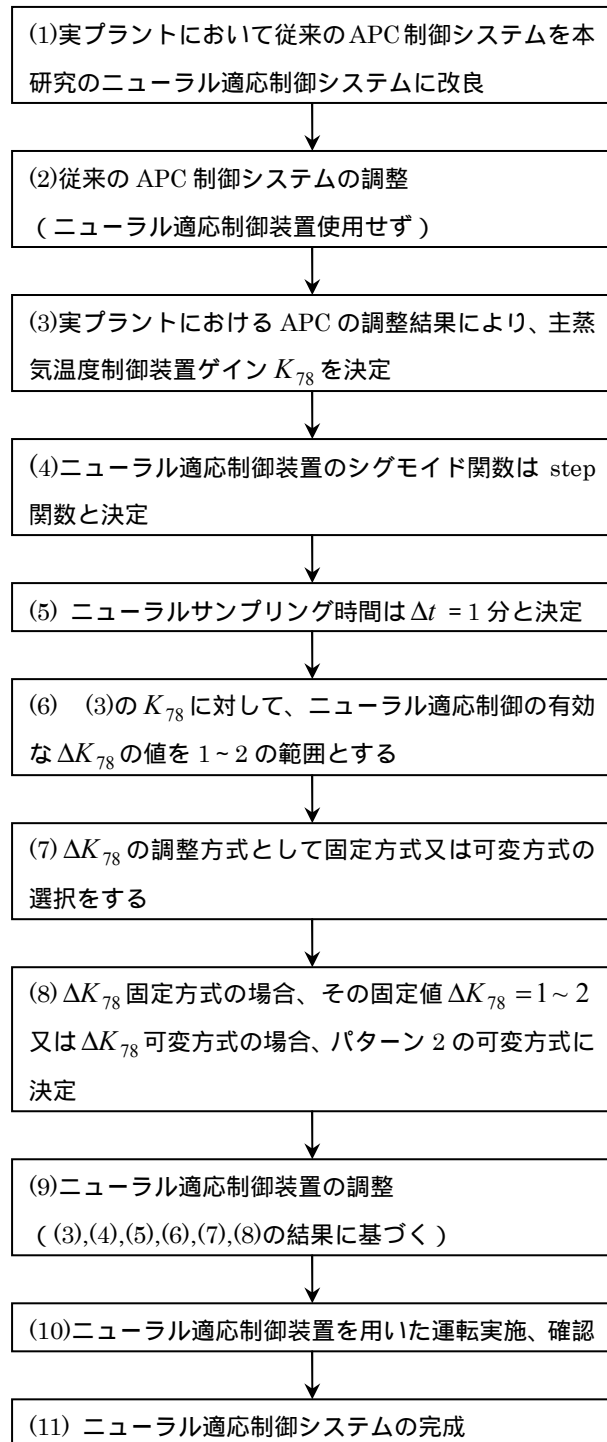 (1)実プラントにおいて従来のAPC制御システムを本
研究のニューラル適応制御システムに改良
(2)従来の APC 制御システムの調整
（ニューラル適応制御装置使用せず）
(3)実プラントにおける APC の調整結果により、主蒸
気温度制御装置ゲイン K₇₈ を決定
(4)ニューラル適応制御装置のシグモイド関数は step
関数と決定
(5) ニューラルサンプリング時間は Δt = 1 分と決定
(6) (3)の K₇₈ に対して、ニューラル適応制御の有効
な ΔK₇₈ の値を 1~2 の範囲とする
(7) ΔK₇₈ の調整方式として固定方式又は可変方式の
選択をする
(8) ΔK₇₈ 固定方式の場合、その固定値 ΔK₇₈ = 1 ~ 2
又は ΔK₇₈ 可変方式の場合、パターン 2 の可変方式に
決定
(9)ニューラル適応制御装置の調整
（(3),(4),(5),(6),(7),(8)の結果に基づく）
(10)ニューラル適応制御装置を用いた運転実施、確認
(11) ニューラル適応制御システムの完成